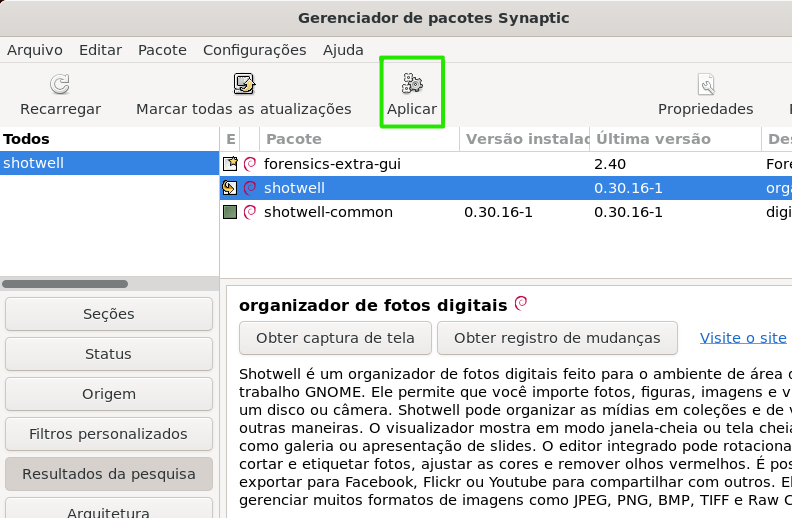 Gerenciador de pacotes Synaptic
Arquivo Editar Pacote Configurações Ajuda
Recarregar Marcar todas as atualizações Aplicar Propriedades
Todos
shotwell
E Pacote Versão instalac Última versão Des
forensics-extra-gui 2.40 Fore
shotwell 0.30.16-1 orga
shotwell-common 0.30.16-1 0.30.16-1 digi
Seções
Status
Origem
Filtros personalizados
Resultados da pesquisa
Arquitetura
organizador de fotos digitais
Obter captura de tela Obter registro de mudanças Visite o site
Shotwell é um organizador de fotos digitais feito para o ambiente de área d
trabalho GNOME. Ele permite que você importe fotos, figuras, imagens e v
um disco ou câmera. Shotwell pode organizar as mídias em coleções e de v
outras maneiras. O visualizador mostra em modo janela-cheia ou tela cheia
como galeria ou apresentação de slides. O editor integrado pode rotaciona
cortar e etiquetar fotos, ajustar as cores e remover olhos vermelhos. É pos
exportar para Facebook, Flickr ou Youtube para compartilhar com outros. El
gerenciar muitos formatos de imagens como JPEG, PNG, BMP, TIFF e Raw C